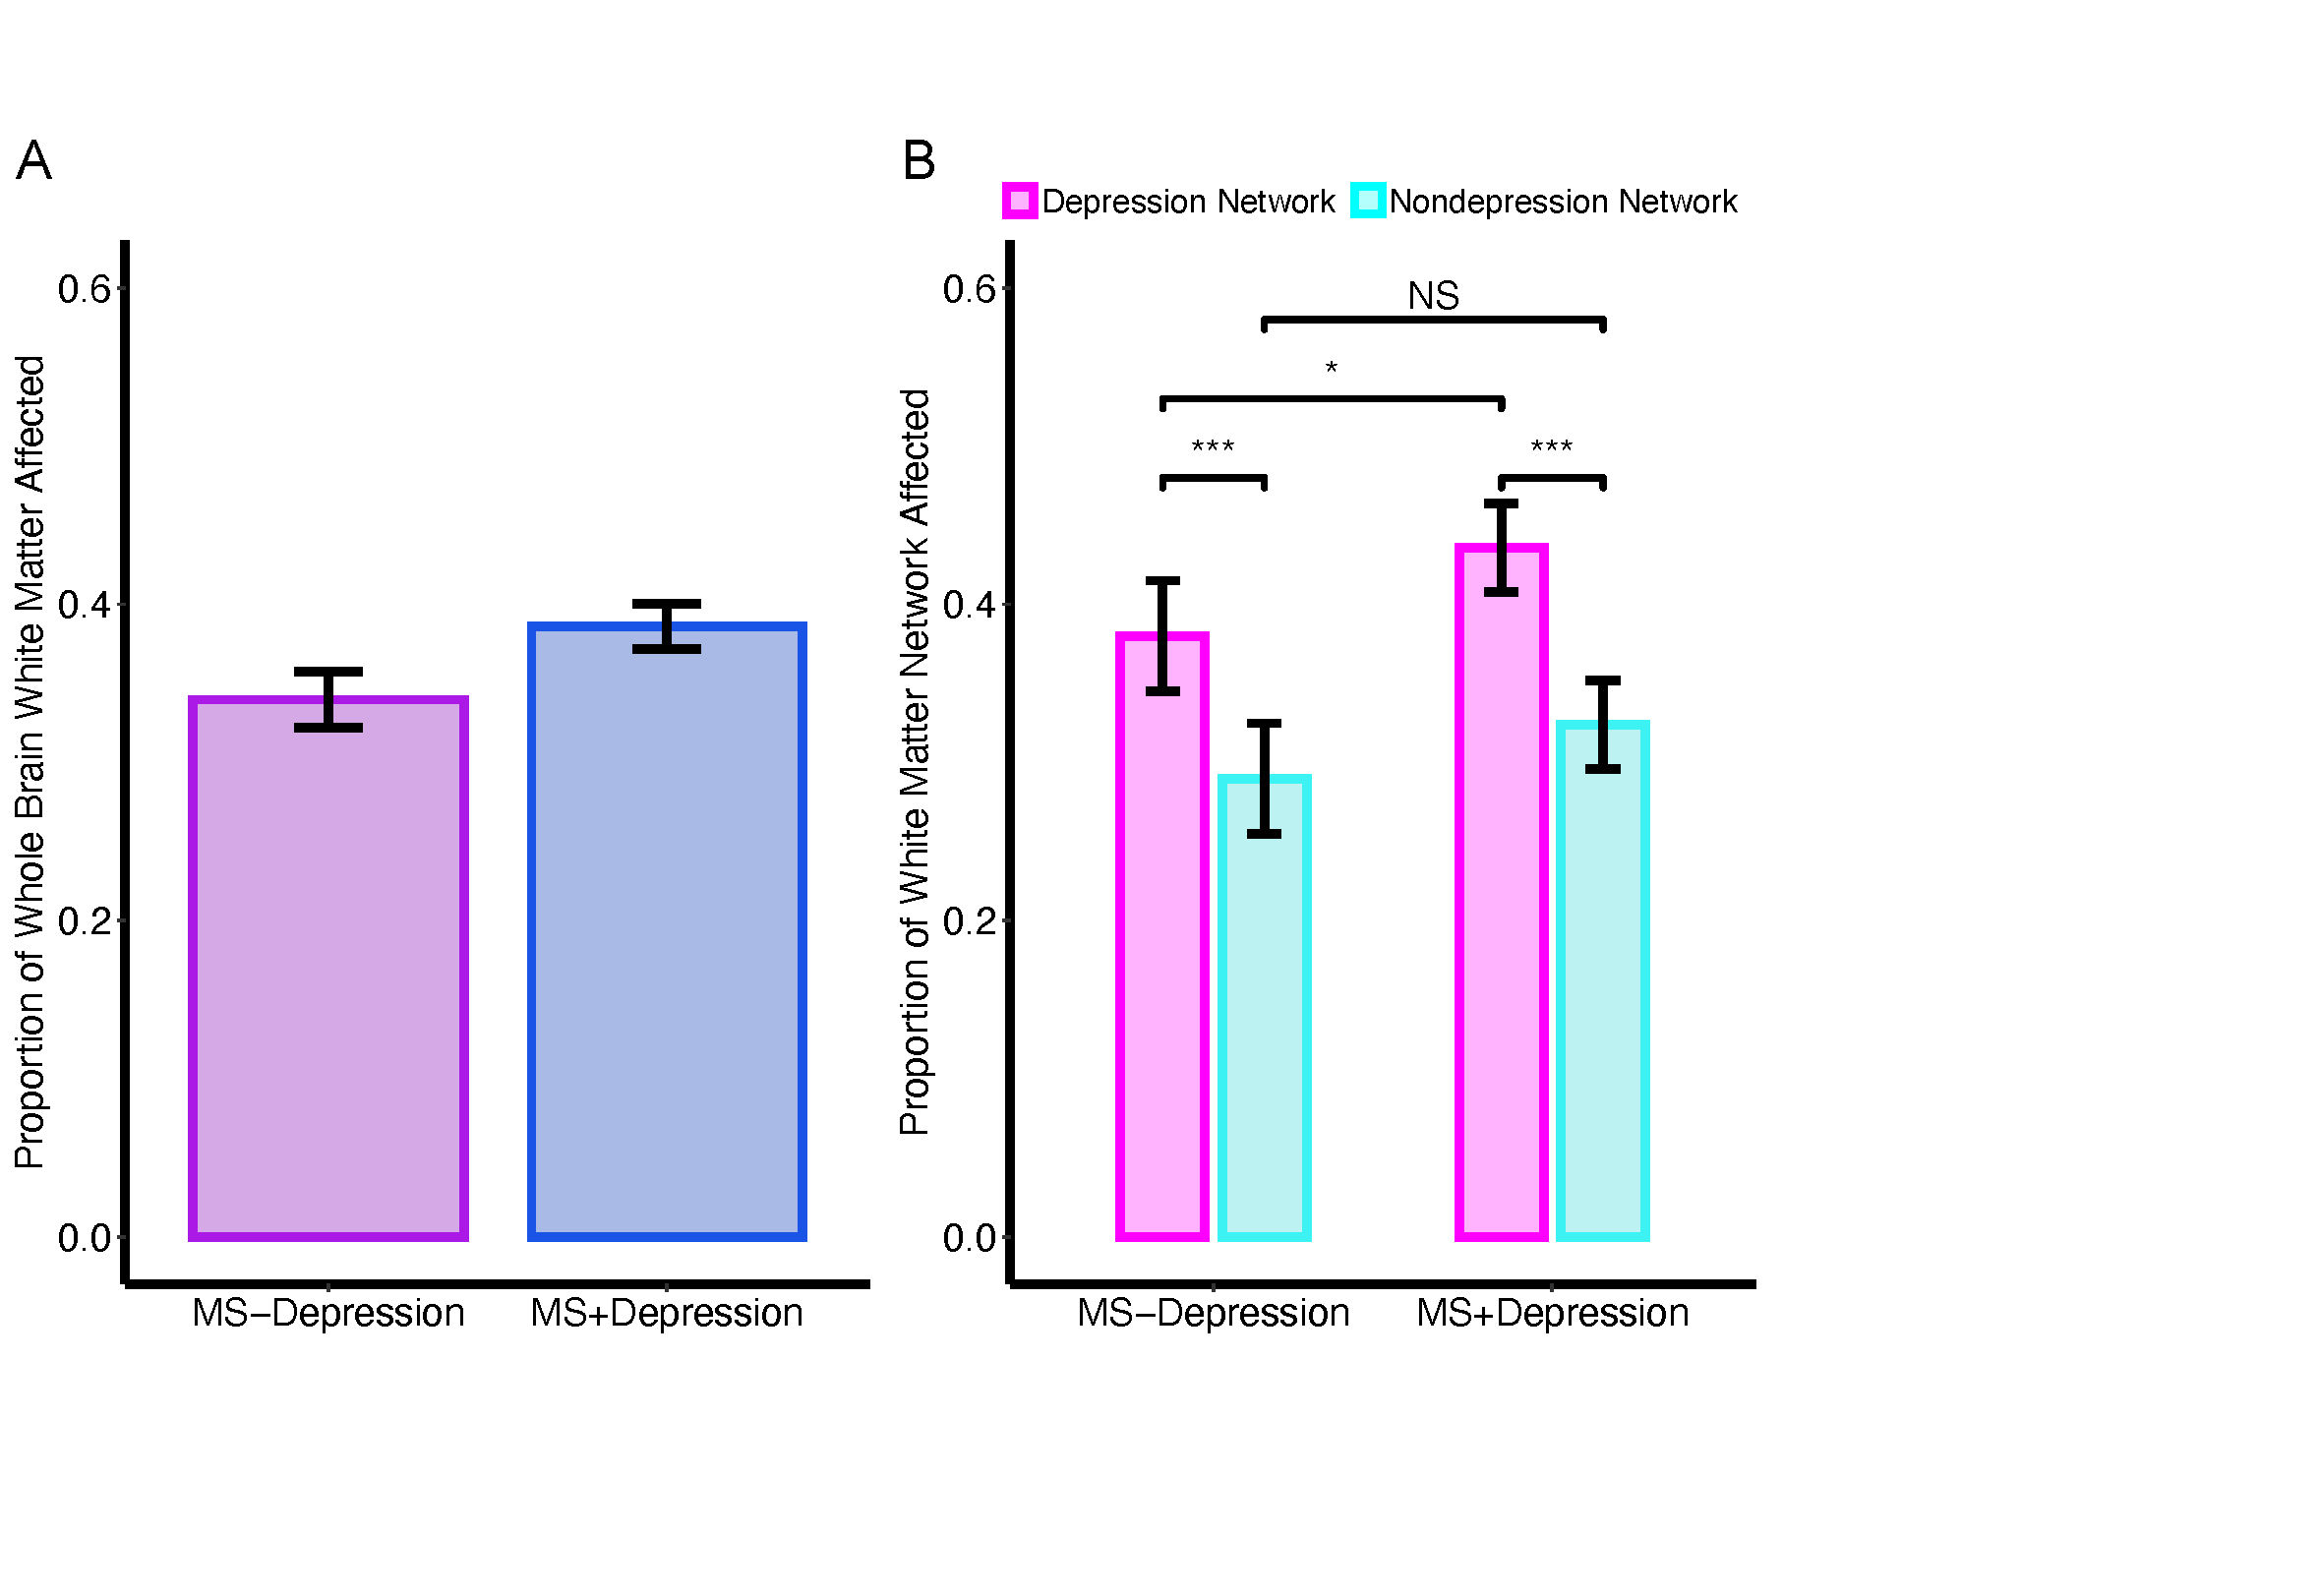 A
Proportion of Whole Brain White Matter Affected
0.6
0.4
0.2
0.0
MS−Depression
MS+Depression
B
Depression Network
Nondepression Network
Proportion of White Matter Network Affected
0.6
0.4
0.2
0.0
NS
*
***
***
MS−Depression
MS+Depression